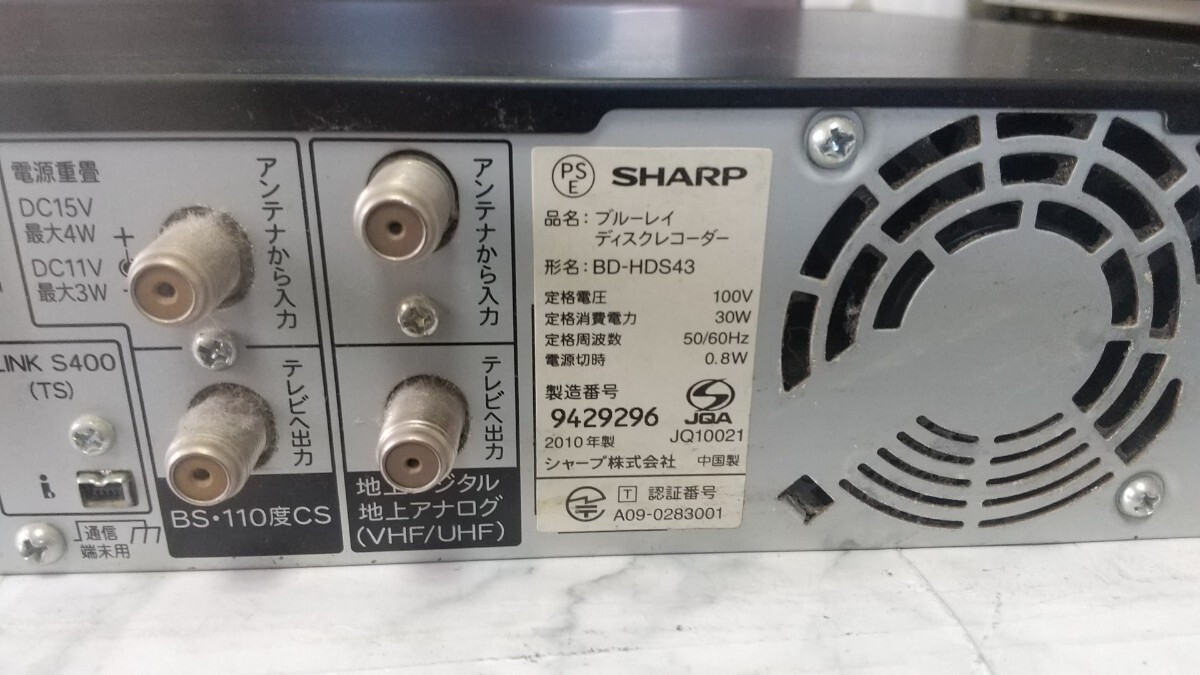 電源重畳
DC15V
最大4W
DC11V
最大3W
+
-
アンテナから入力
テレビへ出力
BS・110度CS
アンテナから入力
テレビへ出力
地上デジタル
地上アナログ
(VHF/UHF)
LINK S400
(TS)
i
通信
端末用
PS
E
SHARP
品名：ブルーレイ
ディスクレコーダー
形名：BD-HDS43
定格電圧 100V
定格消費電力 30W
定格周波数 50/60Hz
電源切時 0.8W
製造番号
9429296
JQA
2010年製 JQ10021
シャープ株式会社 中国製
T 認証番号
A09-0283001